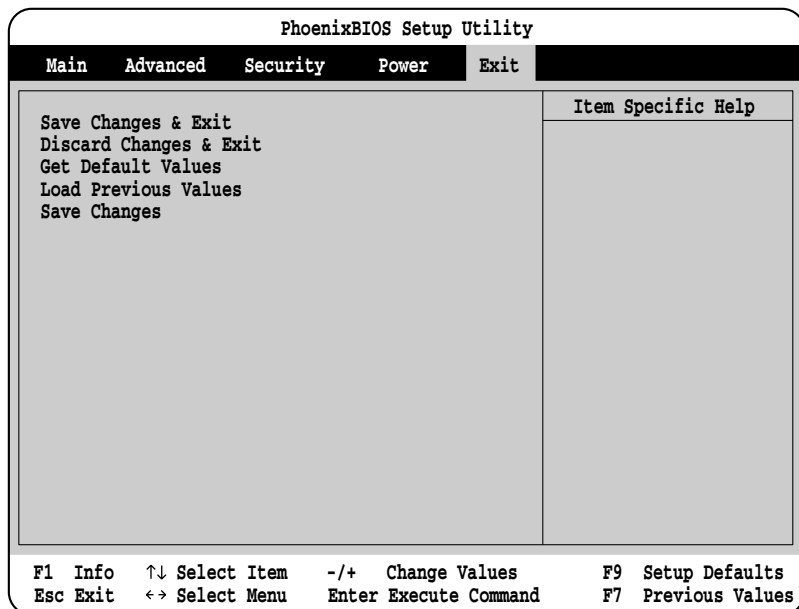 PhoenixBIOS Setup Utility
Main Advanced Security Power Exit
Item Specific Help
Save Changes & Exit
Discard Changes & Exit
Get Default Values
Load Previous Values
Save Changes
F1 Info ↑↓ Select Item -/+ Change Values F9 Setup Defaults
Esc Exit ←→ Select Menu Enter Execute Command F7 Previous Values